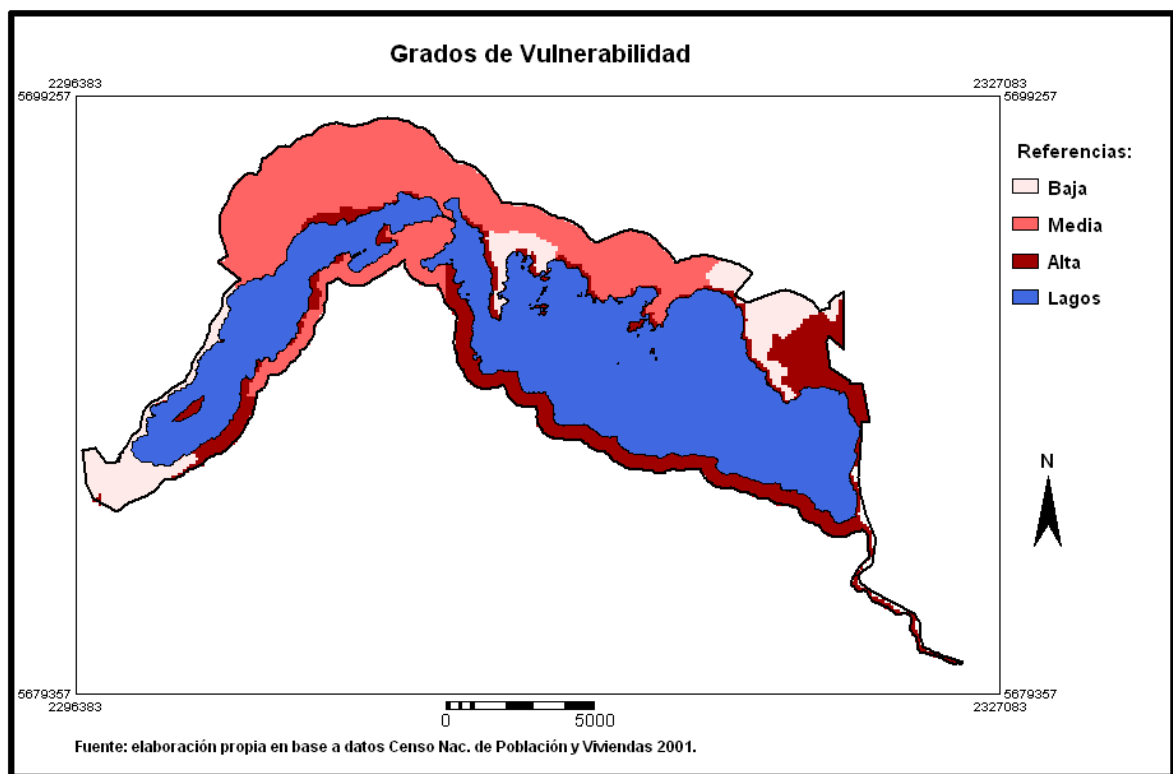 Grados de Vulnerabilidad
2296383
2327083
5699257
5699257
Referencias:
Baja
Media
Alta
Lagos
N
5679357
5679357
2296383
2327083
0
5000
Fuente: elaboración propia en base a datos Censo Nac. de Población y Viviendas 2001.